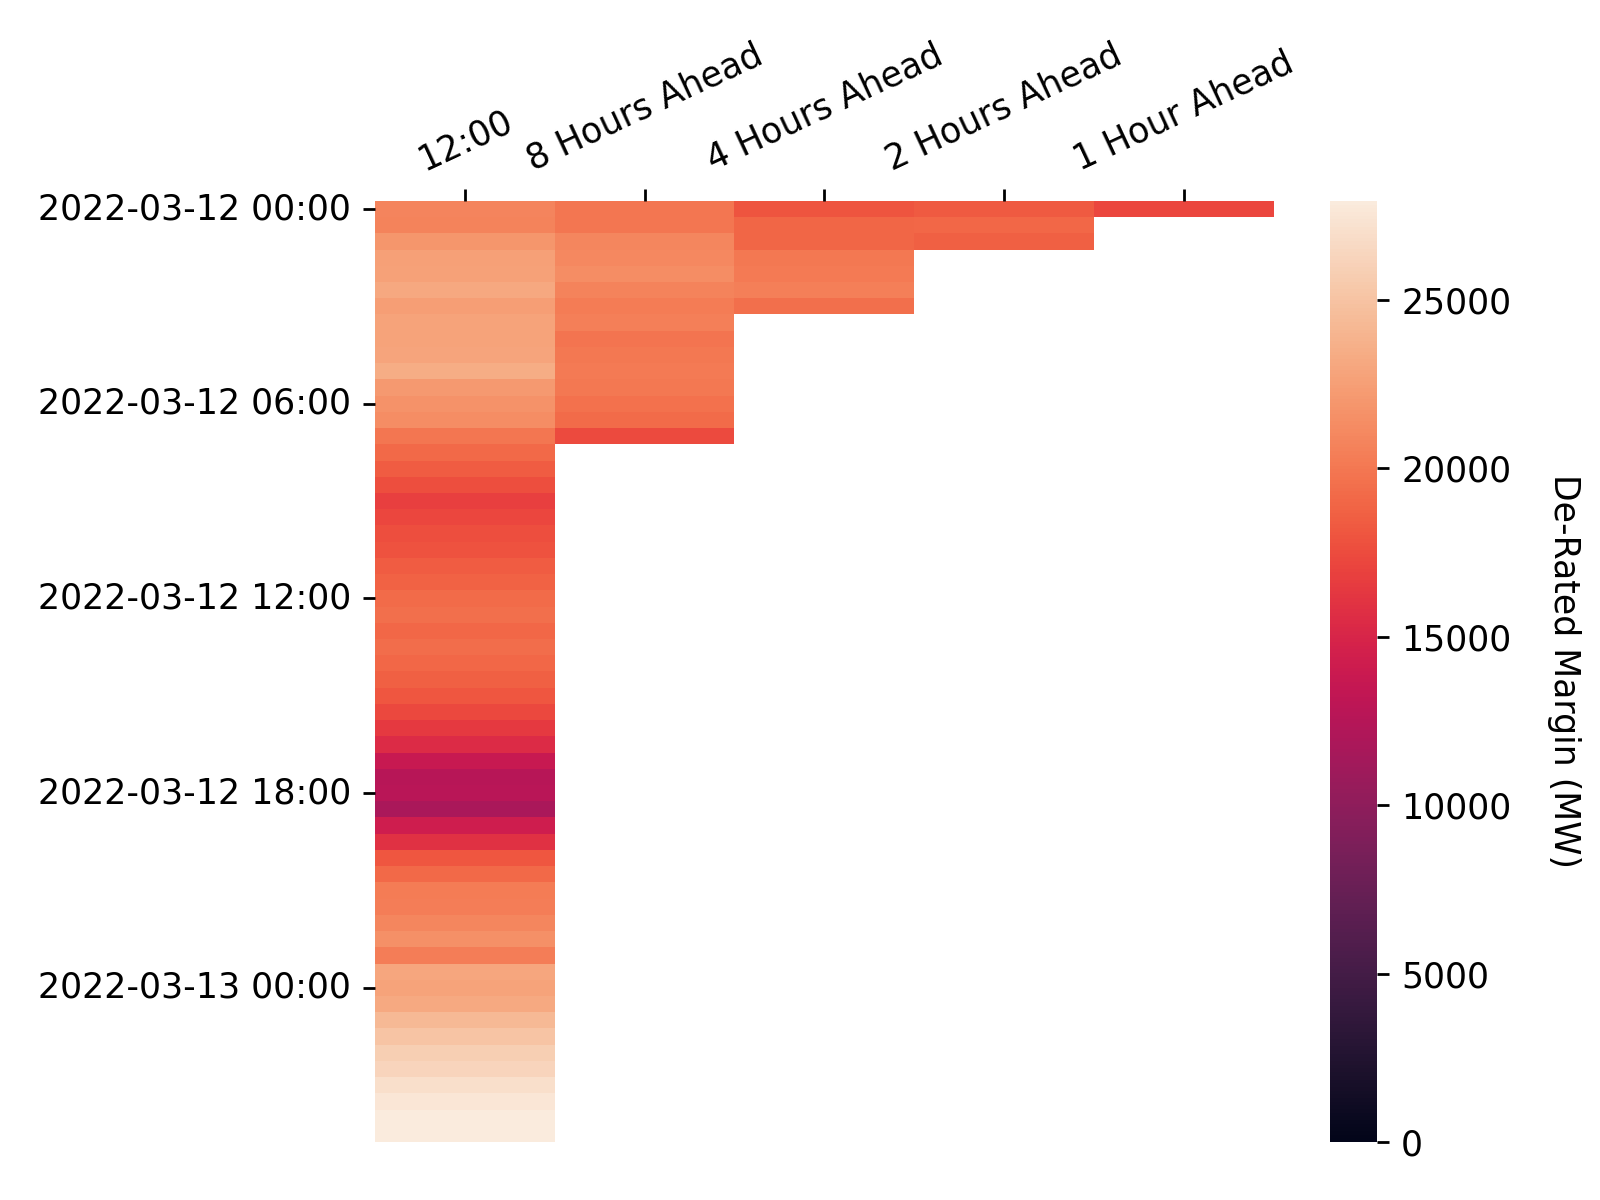 12:00
8 Hours Ahead
4 Hours Ahead
2 Hours Ahead
1 Hour Ahead
2022-03-12 00:00
2022-03-12 06:00
2022-03-12 12:00
2022-03-12 18:00
2022-03-13 00:00
25000
20000
15000
10000
5000
0
De-Rated Margin (MW)